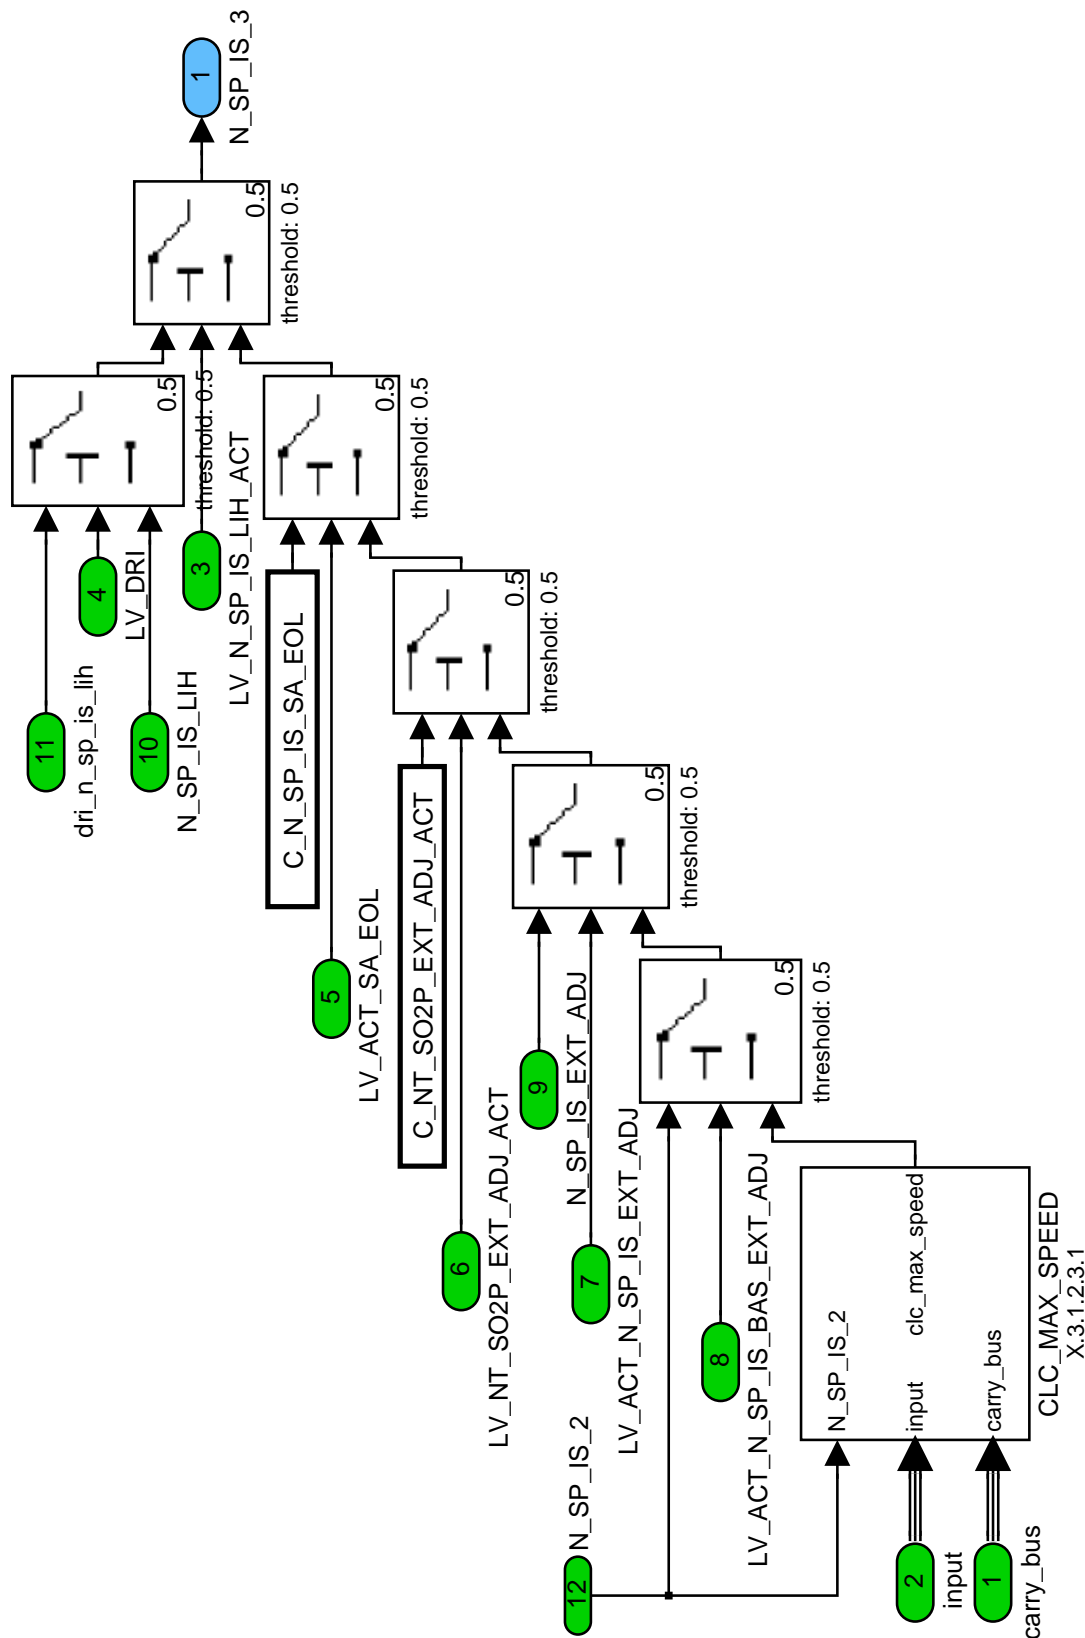 1
N_SP_IS_3
0.5
threshold: 0.5
11
dri_n_sp_is_lih
4
LV_DRI
10
N_SP_IS_LIH
0.5
threshold: 0.5
3
LV_N_SP_IS_LIH_ACT
C_N_SP_IS_SA_EOL
5
LV_ACT_SA_EOL
0.5
threshold: 0.5
C_NT_SO2P_EXT_ADJ_ACT
6
LV_NT_SO2P_EXT_ADJ_ACT
0.5
threshold: 0.5
9
N_SP_IS_EXT_ADJ
7
LV_ACT_N_SP_IS_EXT_ADJ
0.5
threshold: 0.5
8
LV_ACT_N_SP_IS_BAS_EXT_ADJ
0.5
threshold: 0.5
12
N_SP_IS_2
2
input
1
carry_bus
N_SP_IS_2
input
clc_max_speed
carry_bus
CLC_MAX_SPEED
X.3.1.2.3.1